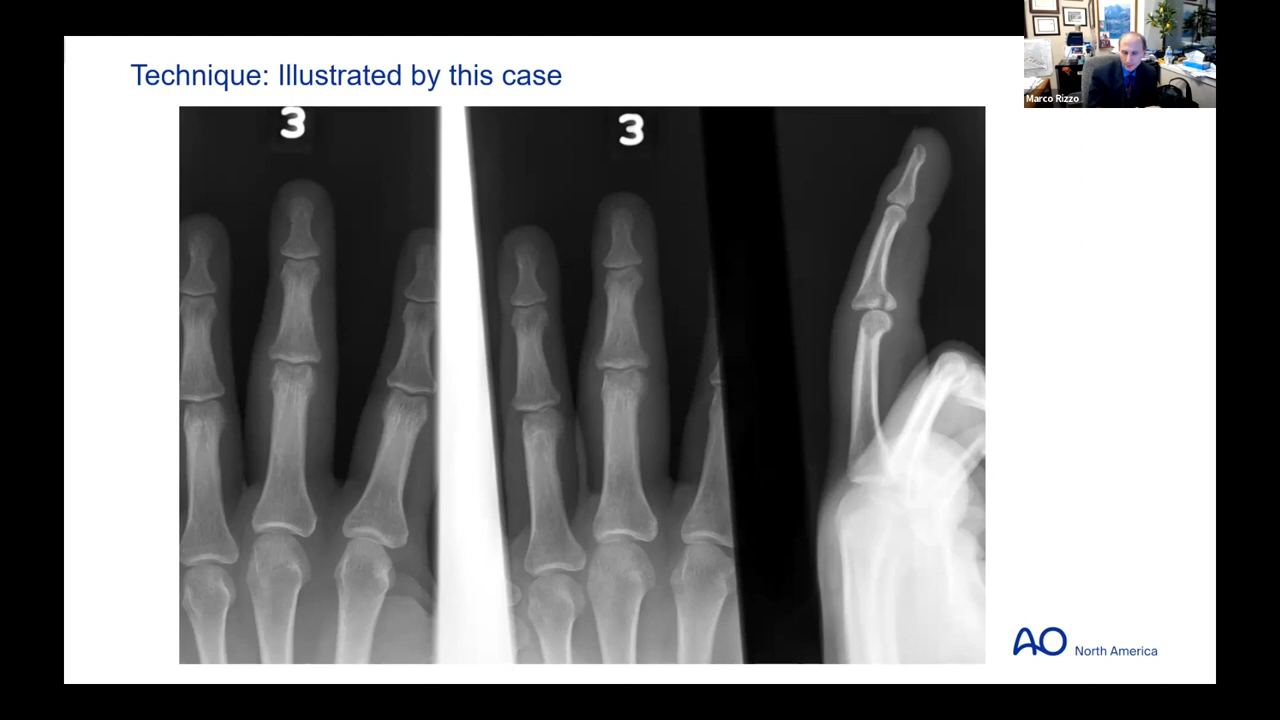 Technique: Illustrated by this case
3
3
Marco Rizzo
AO
North America